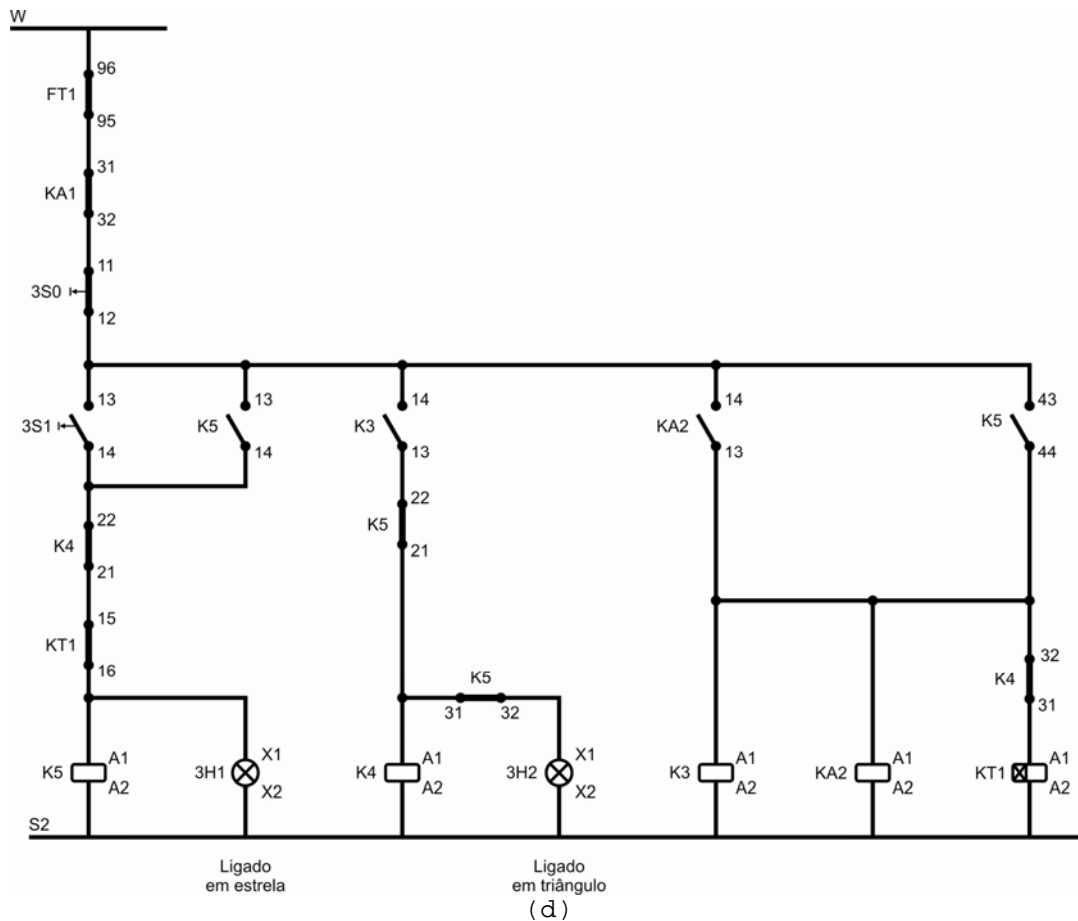 W
96
FT1
95
31
KA1
32
11
3S0
12
13 13 14 14 43
3S1 K5 K3 KA2 K5
14 14 13 13 44
22
K5
21
22
K4
21
15
KT1
16
K5
31 32
32
K4
31
A1 X1 A1 X1 A1 A1 A1
K5 3H1 K4 3H2 K3 KA2 KT1
A2 X2 A2 X2 A2 A2 A2
S2
Ligado
em estrela
Ligado
em triângulo
(d)